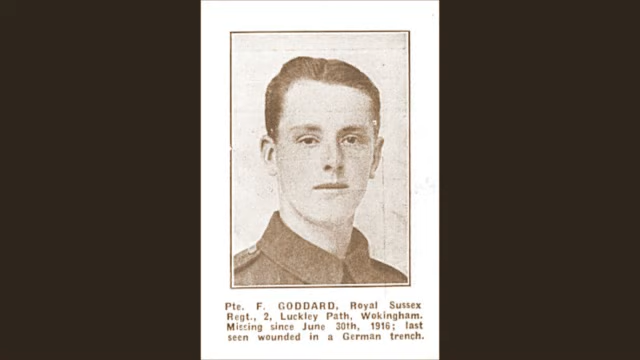 Pte. F. GODDARD, Royal Sussex
Regt., 2, Luckley Path, Wokingham.
Missing since June 30th, 1916; last
seen wounded in a German trench.